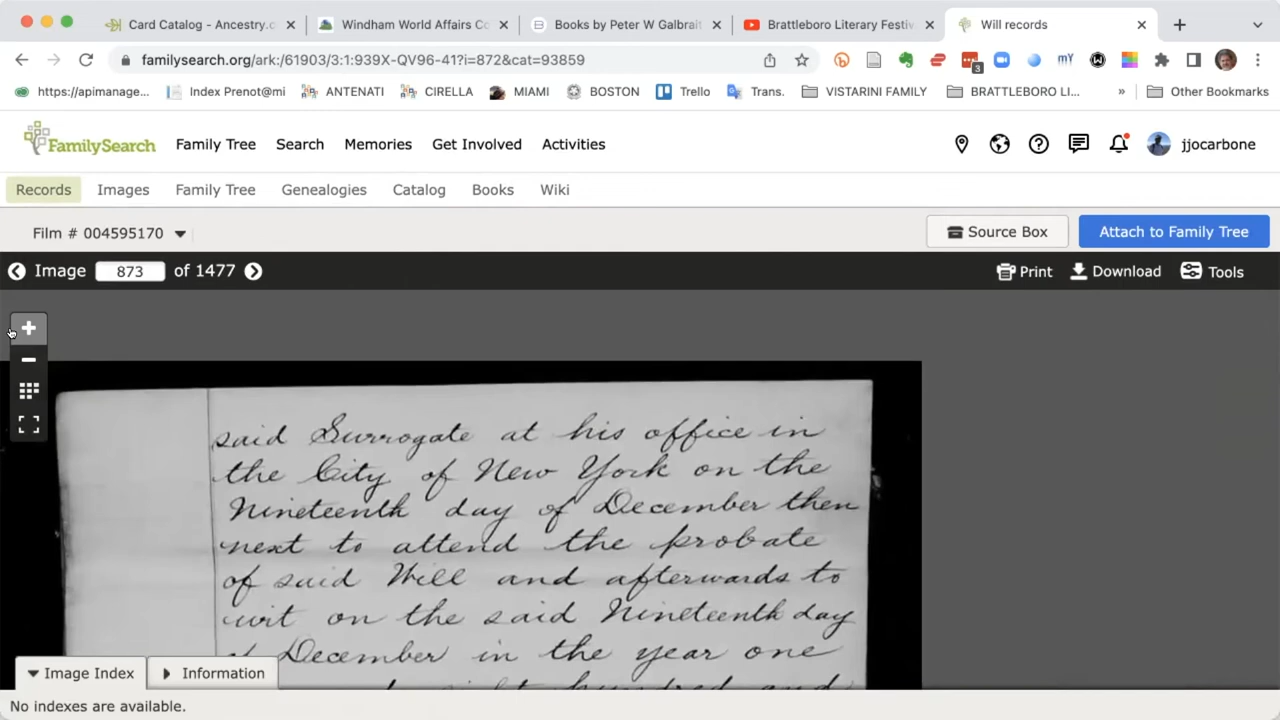 Card Catalog - Ancestry.c
Windham World Affairs Co
Books by Peter W Galbrait
Brattleboro Literary Festiv
Will records
familysearch.org/ark:/61903/3:1:939X-QV96-41?i=872&cat=93859
3
mY
https://apimanage...
Index Prenot@mi
ANTENATI
CIRELLA
MIAMI
BOSTON
Trello
Trans.
VISTARINI FAMILY
BRATTLEBORO LI...
»
Other Bookmarks
FamilySearch
Family Tree
Search
Memories
Get Involved
Activities
jjocarbone
Records
Images
Family Tree
Genealogies
Catalog
Books
Wiki
Film # 004595170
Source Box
Attach to Family Tree
Image 873 of 1477
Print
Download
Tools
said Surrogate at his office in
the City of New York on the
Nineteenth day of December then
next to attend the probate
of said Will and afterwards to
wit on the said Nineteenth day
of December in the year one
hundred and
Image Index
Information
No indexes are available.